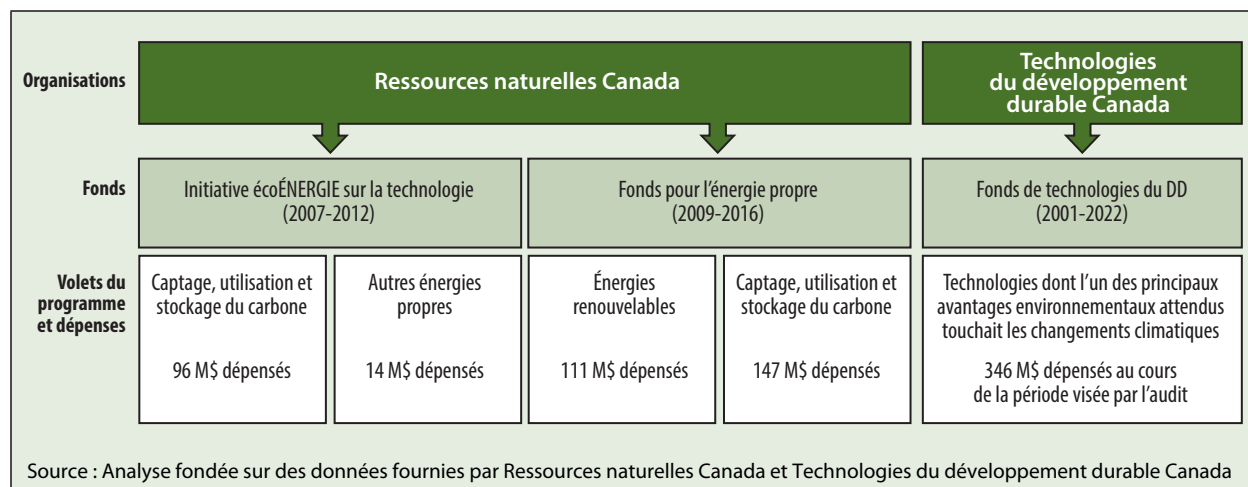 Organisations
Ressources naturelles Canada
Technologies
du développement
durable Canada
Fonds
Initiative écoÉNERGIE sur la technologie
(2007-2012)
Fonds pour l’énergie propre
(2009-2016)
Fonds de technologies du DD
(2001-2022)
Volets du
programme
et dépenses
Captage, utilisation et
stockage du carbone
96 M$ dépensés
Autres énergies
propres
14 M$ dépensés
Énergies
renouvelables
111 M$ dépensés
Captage, utilisation et
stockage du carbone
147 M$ dépensés
Technologies dont l’un des principaux
avantages environnementaux attendus
touchait les changements climatiques
346 M$ dépensés au cours
de la période visée par l’audit
Source : Analyse fondée sur des données fournies par Ressources naturelles Canada et Technologies du développement durable Canada